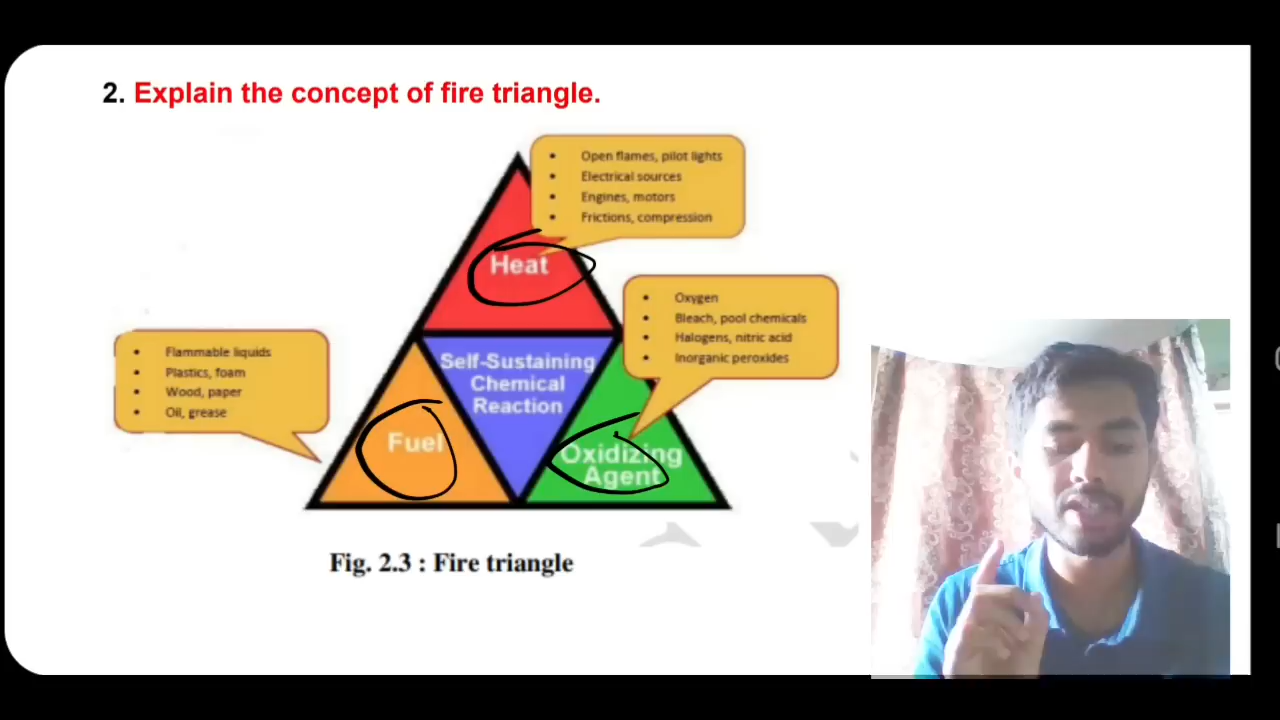 2. Explain the concept of fire triangle.
Open flames, pilot lights
Electrical sources
Engines, motors
Frictions, compression
Heat
Oxygen
Bleach, pool chemicals
Halogens, nitric acid
Inorganic peroxides
Flammable liquids
Plastics, foam
Wood, paper
Oil, grease
Self-Sustaining
Chemical
Reaction
Fuel
Oxidizing
Agent
Fig. 2.3 : Fire triangle